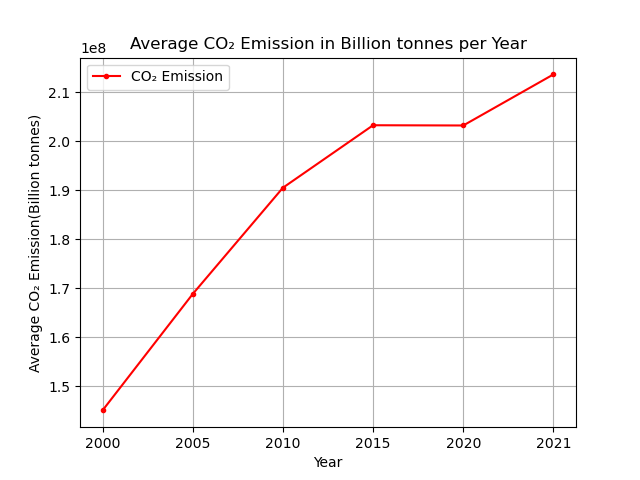 Average CO₂ Emission in Billion tonnes per Year
1e8
CO₂ Emission
2.1
2.0
1.9
1.8
1.7
1.6
1.5
Average CO₂ Emission(Billion tonnes)
2000 2005 2010 2015 2020 2021
Year